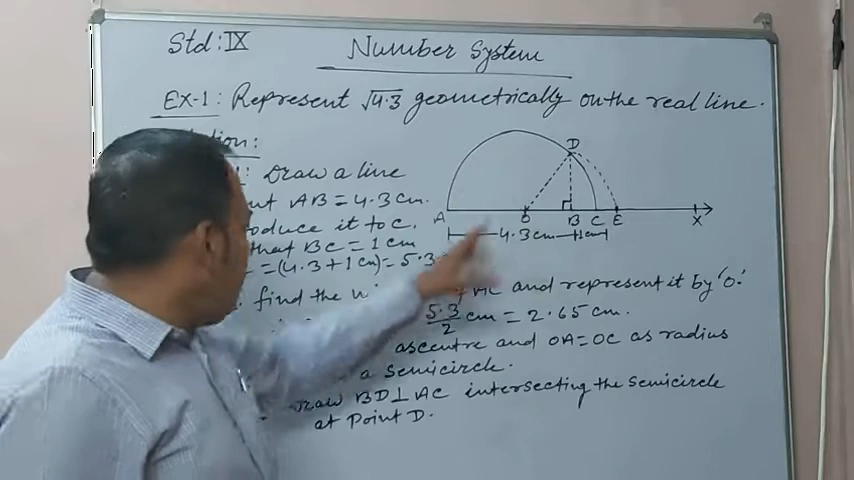 Std: IX
Number System
Ex-1: Represent √4.3 geometrically on the real line.
tion:
: Draw a line
AB = 4.3 cm.
duce it to C.
that BC = 1 cm
= (4.3 + 1 cm) = 5.3
find the AC and represent it by 'O'.
5.3/2 cm = 2.65 cm.
as centre and OA = OC as radius
a semicircle.
raw BD ⊥ AC intersecting the semicircle
at Point D.
D
A O B C E X
4.3 cm 1 cm